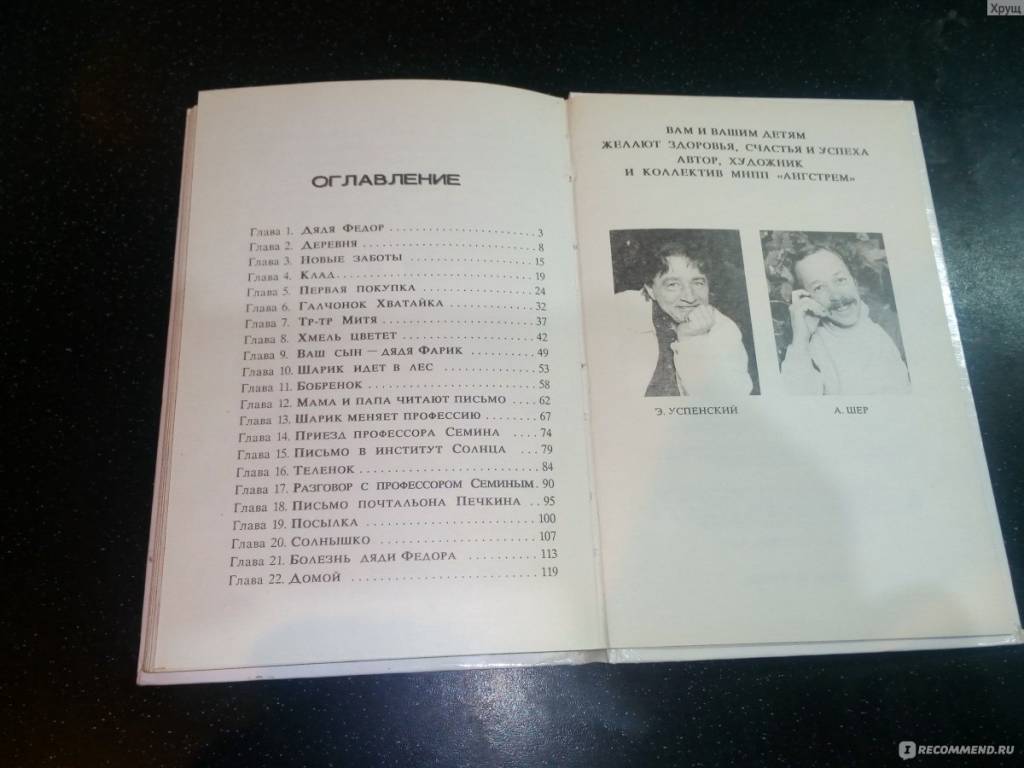 Хрущ
ОГЛАВЛЕНИЕ
Глава 1. Дядя Федор . . . . . . . . . . . . . . . . . . . . 3
Глава 2. Деревня . . . . . . . . . . . . . . . . . . . . . . . 8
Глава 3. Новые заботы . . . . . . . . . . . . . . . . . 15
Глава 4. Клад . . . . . . . . . . . . . . . . . . . . . . . . . . 19
Глава 5. Первая покупка . . . . . . . . . . . . . . . 24
Глава 6. Галчонок Хватайка . . . . . . . . . . . . 32
Глава 7. Тр-тр Митя . . . . . . . . . . . . . . . . . . . . 37
Глава 8. Хмель цветет . . . . . . . . . . . . . . . . . . 42
Глава 9. Ваш сын — дядя Фарик . . . . . . . . 49
Глава 10. Шарик идет в лес . . . . . . . . . . . . 53
Глава 11. Бобренок . . . . . . . . . . . . . . . . . . . . . 58
Глава 12. Мама и папа читают письмо . . . . 62
Глава 13. Шарик меняет профессию . . . . . . 67
Глава 14. Приезд профессора Семина . . . . 74
Глава 15. Письмо в институт Солнца . . . 79
Глава 16. Теленок . . . . . . . . . . . . . . . . . . . . . . 84
Глава 17. Разговор с профессором Семиным. 90
Глава 18. Письмо почтальона Печкина . . 95
Глава 19. Посылка . . . . . . . . . . . . . . . . . . . . . 100
Глава 20. Солнышко . . . . . . . . . . . . . . . . . . . 107
Глава 21. Болезнь дяди Федора . . . . . . . . . . 113
Глава 22. Домой . . . . . . . . . . . . . . . . . . . . . . . 119
ВАМ И ВАШИМ ДЕТЯМ
ЖЕЛАЮТ ЗДОРОВЬЯ, СЧАСТЬЯ И УСПЕХА
АВТОР, ХУДОЖНИК
И КОЛЛЕКТИВ МИПП «АНГСТРЕМ»
Э. УСПЕНСКИЙ
А. ШЕР
IRECOMMEND.RU